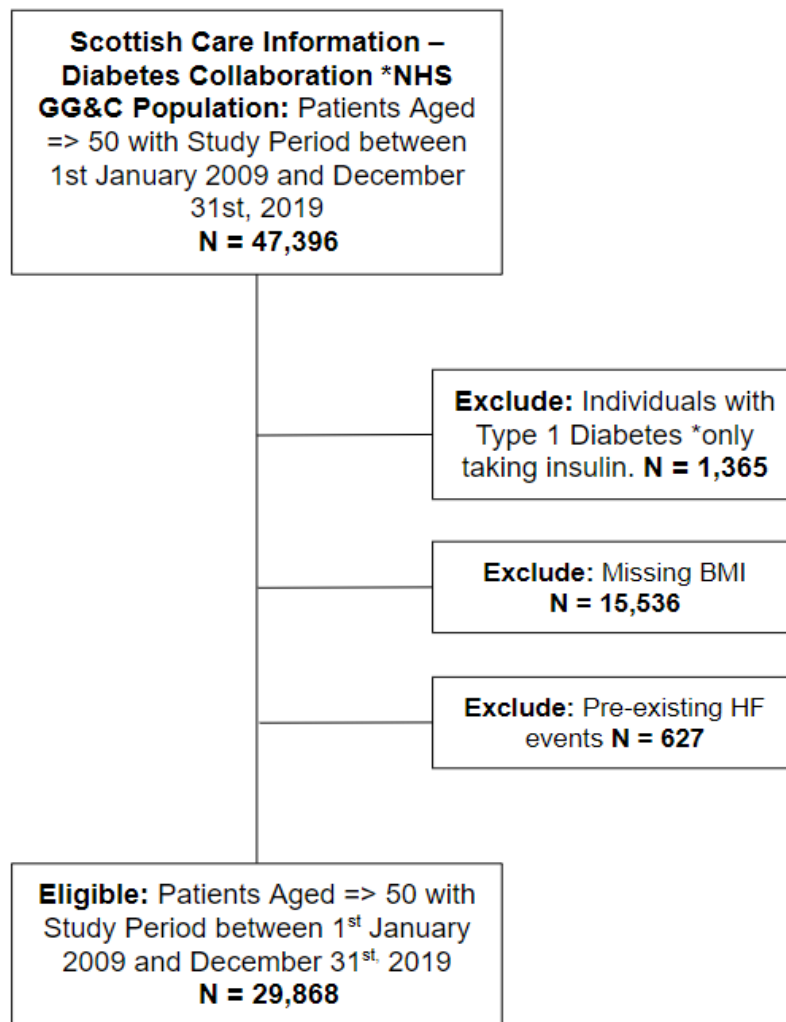 Scottish Care Information –
Diabetes Collaboration *NHS
GG&C Population: Patients Aged
=> 50 with Study Period between
1st January 2009 and December
31st, 2019
N = 47,396
Exclude: Individuals with
Type 1 Diabetes *only
taking insulin. N = 1,365
Exclude: Missing BMI
N = 15,536
Exclude: Pre-existing HF
events N = 627
Eligible: Patients Aged => 50 with
Study Period between 1st January
2009 and December 31st, 2019
N = 29,868